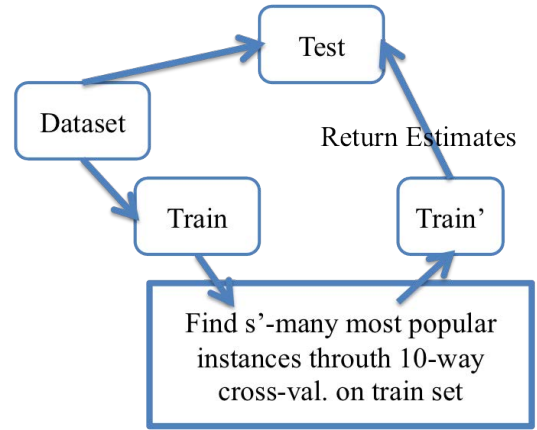 Test
Dataset
Return Estimates
Train
Train’
Find s’-many most popular
instances throuth 10-way
cross-val. on train set